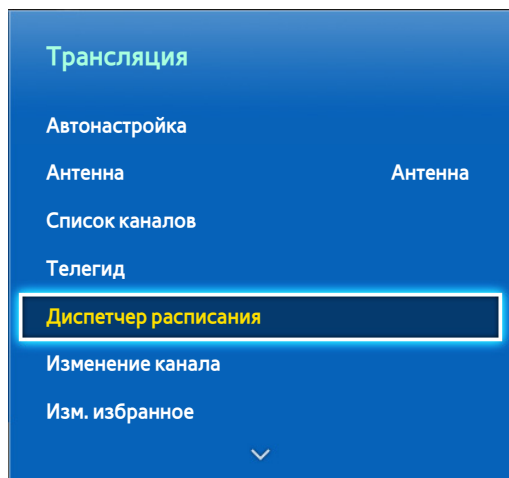 Трансляция
Автонастройка
Антенна Антенна
Список каналов
Телегид
Диспетчер расписания
Изменение канала
Изм. избранное